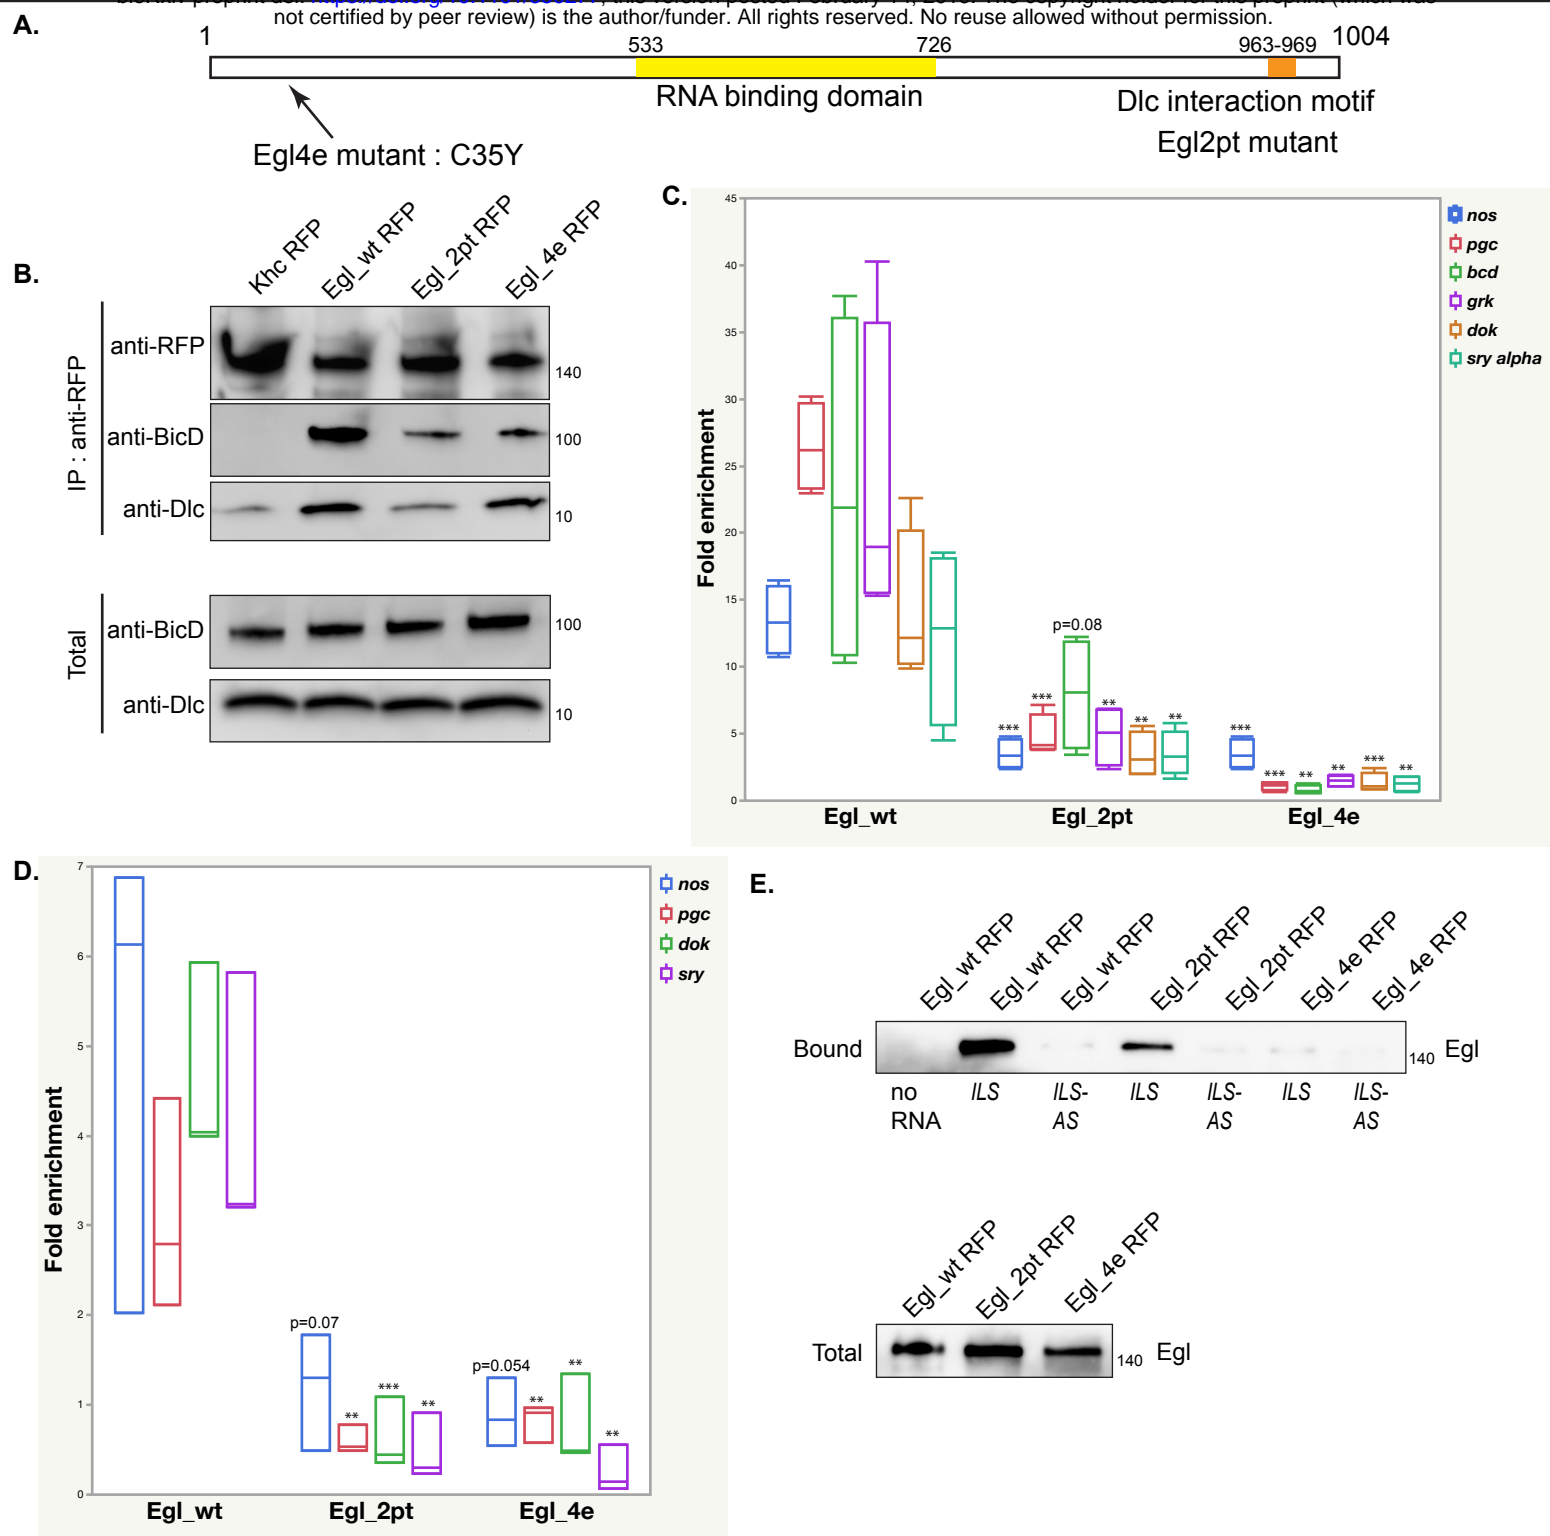 not certified by peer review) is the author/funder. All rights reserved. No reuse allowed without permission.
A.
1
533
726
963-969
1004
RNA binding domain
Dlc interaction motif
Egl4e mutant : C35Y
Egl2pt mutant
B.
Khc RFP
Egl_wt RFP
Egl_2pt RFP
Egl_4e RFP
IP : anti-RFP
anti-RFP
140
anti-BicD
100
anti-Dlc
10
Total
anti-BicD
100
anti-Dlc
10
C.
Fold enrichment
45
40
35
30
25
20
15
10
5
0
nos
pgc
bcd
grk
dok
sry alpha
***
***
p=0.08
**
**
**
***
***
**
**
***
**
Egl_wt
Egl_2pt
Egl_4e
D.
Fold enrichment
7
6
5
4
3
2
1
0
nos
pgc
dok
sry
p=0.07
**
***
**
p=0.054
**
**
**
Egl_wt
Egl_2pt
Egl_4e
E.
Egl_wt RFP
Egl_wt RFP
Egl_wt RFP
Egl_2pt RFP
Egl_2pt RFP
Egl_4e RFP
Egl_4e RFP
Bound
140
Egl
no RNA
ILS
ILS-AS
ILS
ILS-AS
ILS
ILS-AS
Egl_wt RFP
Egl_2pt RFP
Egl_4e RFP
Total
140
Egl